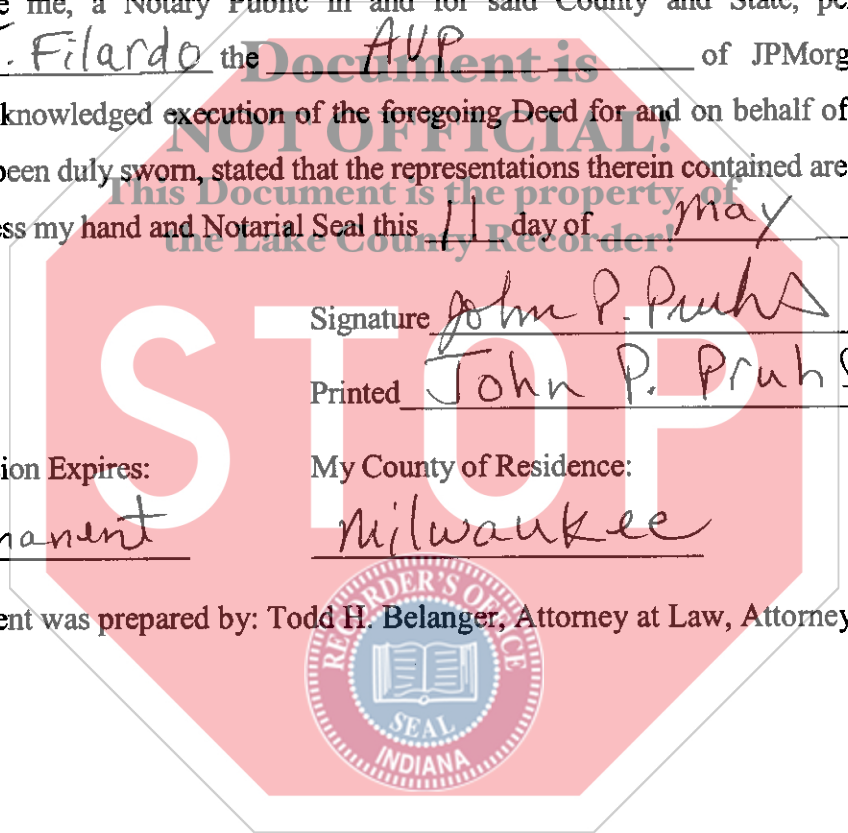 e me, a Notary Public in and for said County and State, pe
. Filardo the AVP of JPMorg
Document is
knowledged execution of the foregoing Deed for and on behalf of
NOT OFFICIAL!
been duly sworn, stated that the representations therein contained are
This Document is the property of
ess my hand and Notarial Seal this 11 day of may
the Lake County Recorder!
STOP
Signature John P. Pruhs
Printed John P. Pruhs
ion Expires: My County of Residence:
manent Milwaukee
ent was prepared by: Todd H. Belanger, Attorney at Law, Attorney
RECORDER'S OFFICE
SEAL
INDIANA